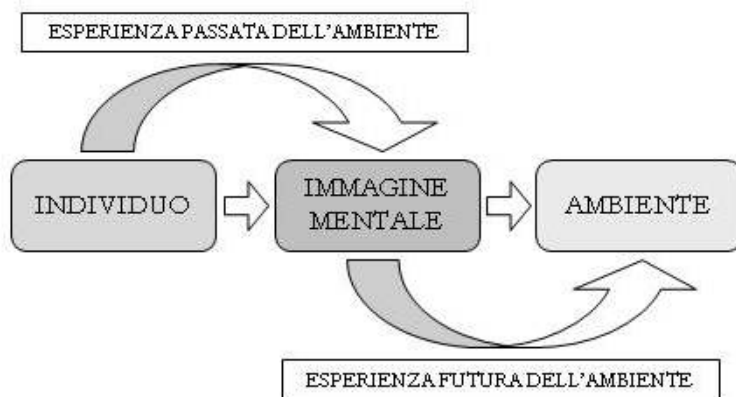 ESPERIENZA PASSATA DELL'AMBIENTE
INDIVIDUO
IMMAGINE
MENTALE
AMBIENTE
ESPERIENZA FUTURA DELL'AMBIENTE